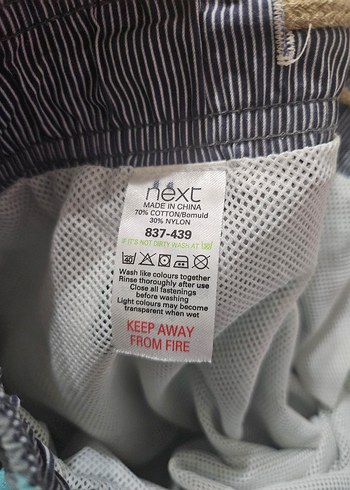 next
MADE IN CHINA
70% COTTON/Bomuld
30% NYLON
837-439
IF IT'S NOT DIRTY WASH AT 30
40
Wash like colours together
Rinse thoroughly after use
Close all fastenings
before washing
Light colours may become
transparent when wet
KEEP AWAY
FROM FIRE